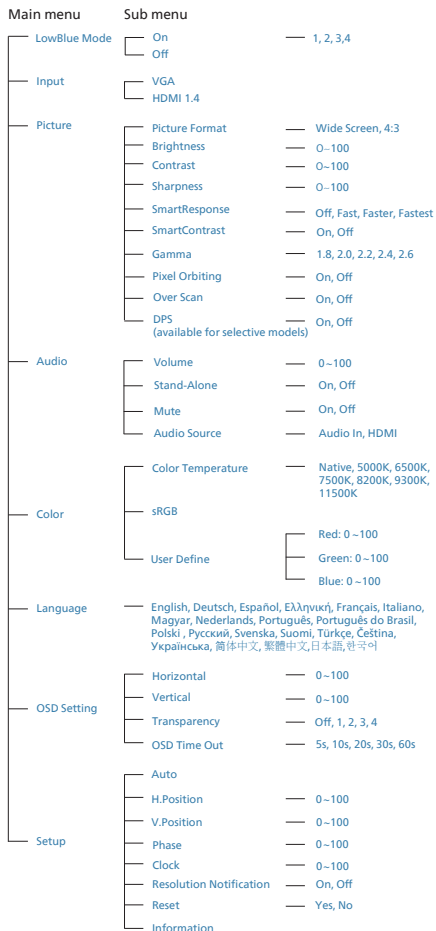 Main menu Sub menu
LowBlue Mode On 1, 2, 3,4
Off
Input VGA
HDMI 1.4
Picture Picture Format Wide Screen, 4:3
Brightness 0~100
Contrast 0~100
Sharpness 0~100
SmartResponse Off, Fast, Faster, Fastest
SmartContrast On, Off
Gamma 1.8, 2.0, 2.2, 2.4, 2.6
Pixel Orbiting On, Off
Over Scan On, Off
DPS On, Off
(available for selective models)
Audio Volume 0~100
Stand-Alone On, Off
Mute On, Off
Audio Source Audio In, HDMI
Color Color Temperature Native, 5000K, 6500K,
7500K, 8200K, 9300K,
11500K
sRGB
User Define Red: 0~100
Green: 0~100
Blue: 0~100
Language English, Deutsch, Español, Ελληνική, Français, Italiano,
Magyar, Nederlands, Português, Português do Brasil,
Polski , Русский, Svenska, Suomi, Türkçe, Čeština,
Українська, 简体中文, 繁體中文,日本語,한국어
OSD Setting Horizontal 0~100
Vertical 0~100
Transparency Off, 1, 2, 3, 4
OSD Time Out 5s, 10s, 20s, 30s, 60s
Setup Auto
H.Position 0~100
V.Position 0~100
Phase 0~100
Clock 0~100
Resolution Notification On, Off
Reset Yes, No
Information